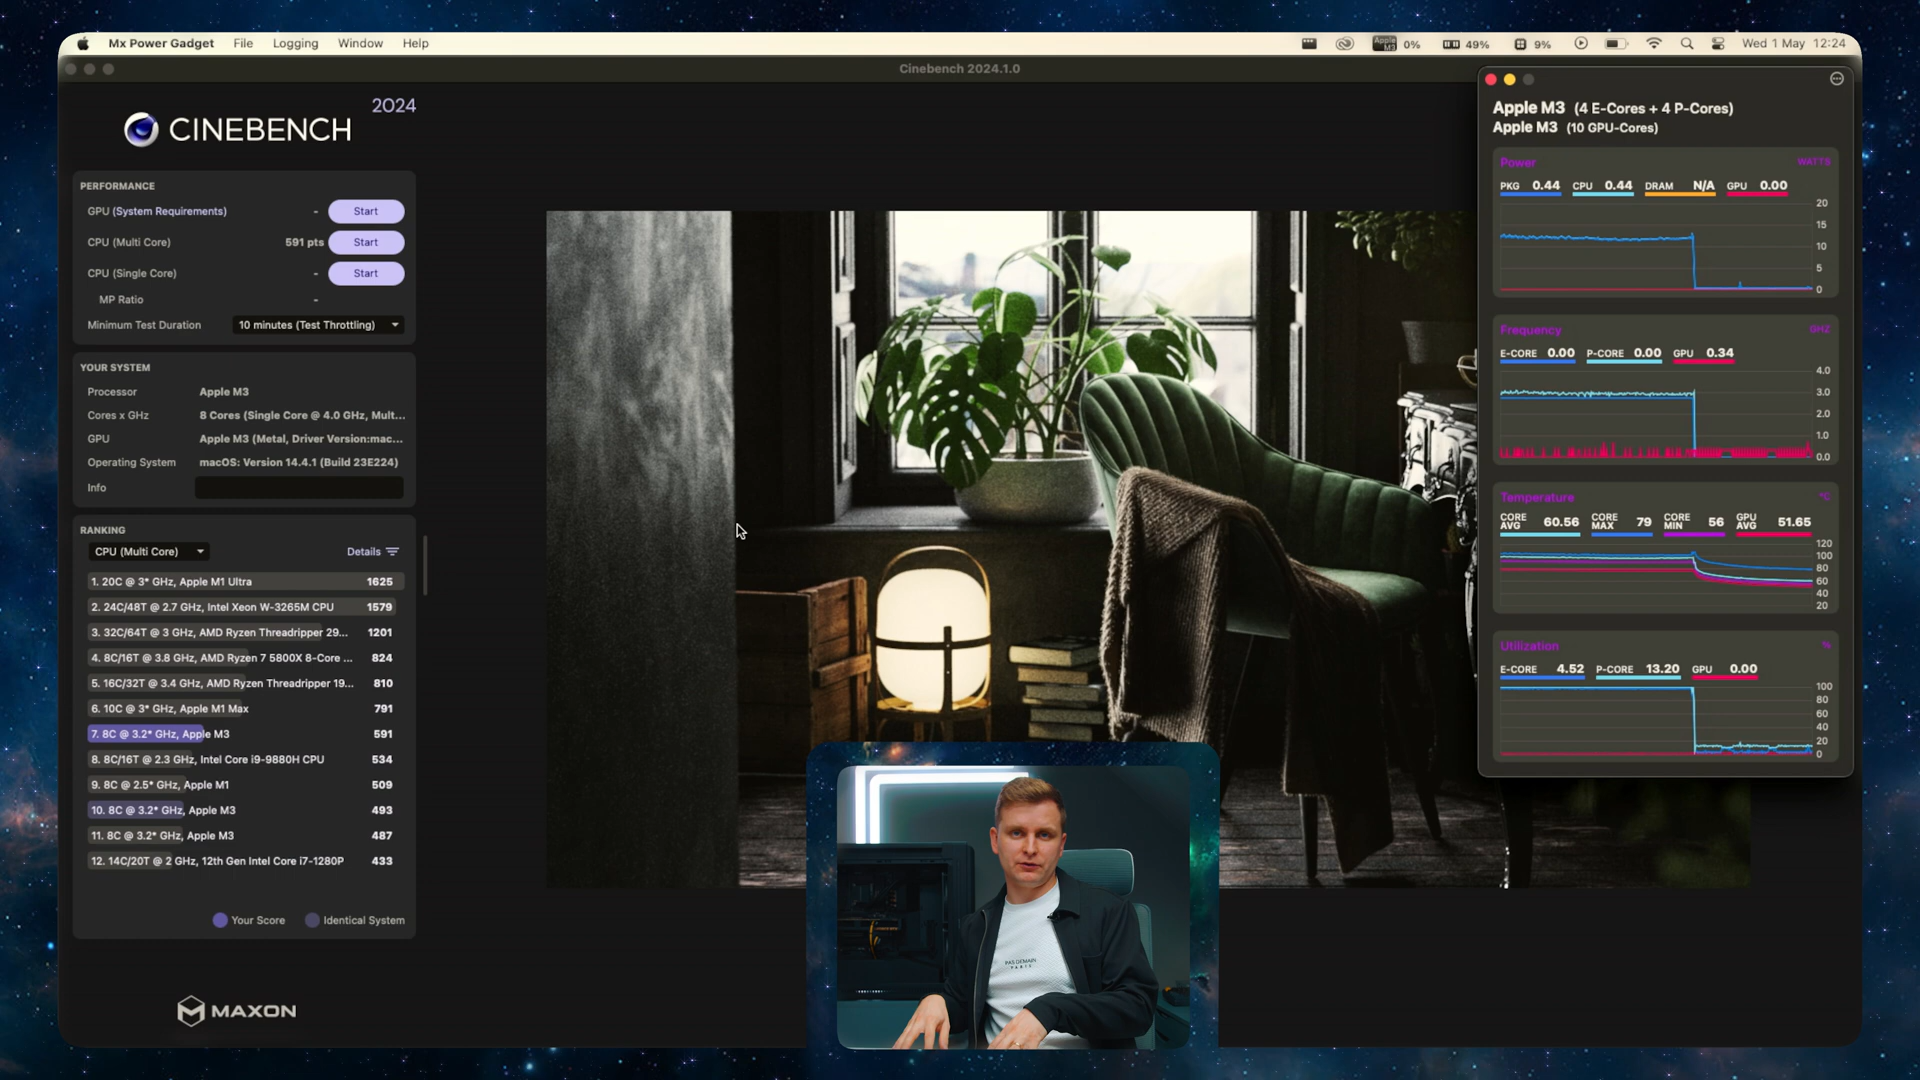 Mx Power Gadget File Logging Window Help
Apple M3 0% 49% 9% Wed 1 May 12:24
Cinebench 2024.1.0
CINEBENCH 2024
PERFORMANCE
GPU (System Requirements) - Start
CPU (Multi Core) 591 pts Start
CPU (Single Core) - Start
MP Ratio -
Minimum Test Duration 10 minutes (Test Throttling)
YOUR SYSTEM
Processor Apple M3
Cores x GHz 8 Cores (Single Core @ 4.0 GHz, Mult...
GPU Apple M3 (Metal, Driver Version:mac...
Operating System macOS: Version 14.4.1 (Build 23E224)
Info
RANKING
CPU (Multi Core) Details
1. 20C @ 3* GHz, Apple M1 Ultra 1625
2. 24C/48T @ 2.7 GHz, Intel Xeon W-3265M CPU 1579
3. 32C/64T @ 3 GHz, AMD Ryzen Threadripper 29... 1201
4. 8C/16T @ 3.8 GHz, AMD Ryzen 7 5800X 8-Core ... 824
5. 16C/32T @ 3.4 GHz, AMD Ryzen Threadripper 19... 810
6. 10C @ 3* GHz, Apple M1 Max 791
7. 8C @ 3.2* GHz, Apple M3 591
8. 8C/16T @ 2.3 GHz, Intel Core i9-9880H CPU 534
9. 8C @ 2.5* GHz, Apple M1 509
10. 8C @ 3.2* GHz, Apple M3 493
11. 8C @ 3.2* GHz, Apple M3 487
12. 14C/20T @ 2 GHz, 12th Gen Intel Core i7-1280P 433
Your Score Identical System
MAXON
Apple M3 (4 E-Cores + 4 P-Cores)
Apple M3 (10 GPU-Cores)
Power WATTS
PKG 0.44 CPU 0.44 DRAM N/A GPU 0.00
20
15
10
5
0
Frequency GHZ
E-CORE 0.00 P-CORE 0.00 GPU 0.34
4.0
3.0
2.0
1.0
0.0
Temperature °C
CORE AVG 60.56 CORE MAX 79 CORE MIN 56 GPU AVG 51.65
120
100
80
60
40
20
Utilization %
E-CORE 4.52 P-CORE 13.20 GPU 0.00
100
80
60
40
20
0
PAS DEMAIN
PARIS